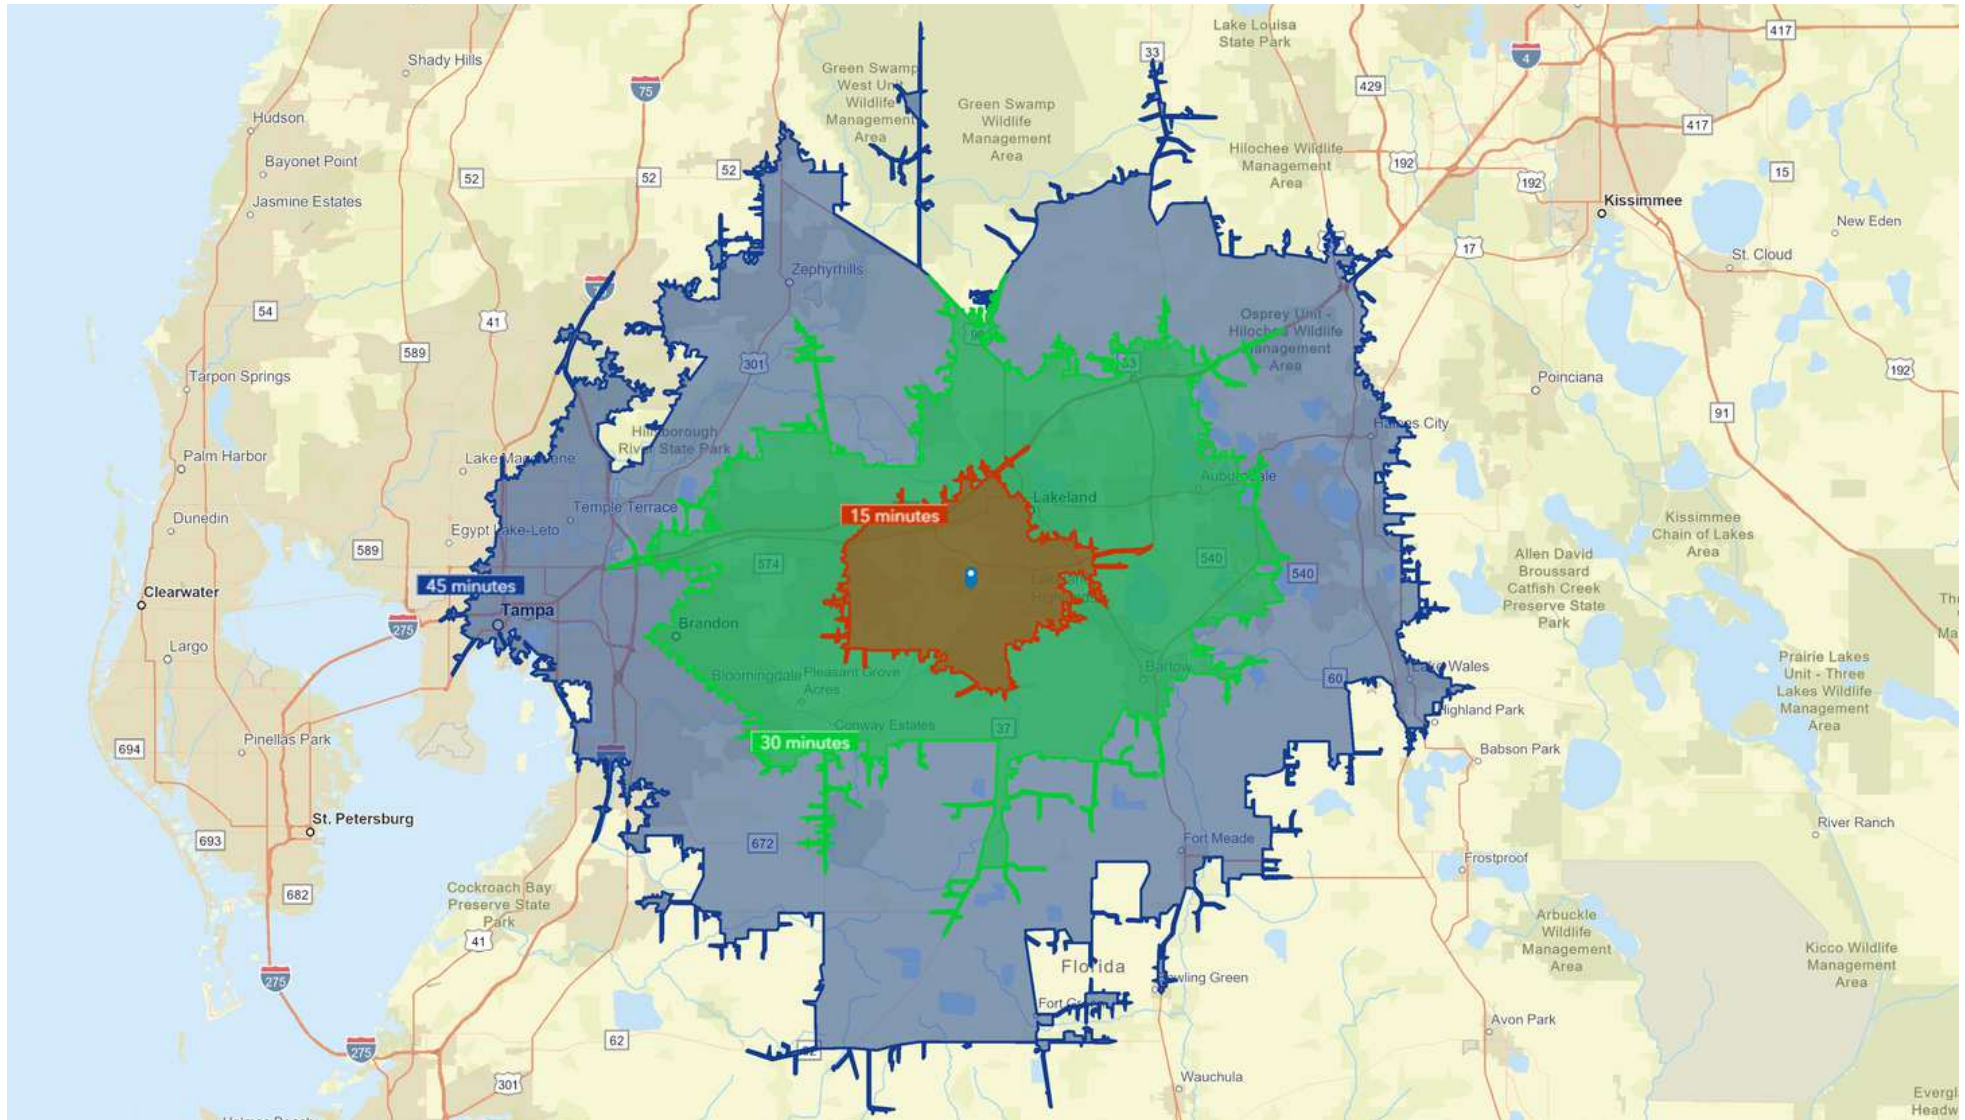 Lake Louisa
State Park
33
417
4
Shady Hills
75
Green Swamp
West Unit
Wildlife
Management
Area
429
Green Swamp
Wildlife
Management
Area
Hudson
417
Bayonet Point
52
52
52
Hilochee Wildlife
Management
Area
192
192
15
Jasmine Estates
Kissimmee
New Eden
17
St. Cloud
Zephyrhills
54
41
Osprey Unit -
Hilochee Wildlife
Management
Area
589
98
301
33
192
Tarpon Springs
Poinciana
91
Hillsborough
River State Park
Haines City
Palm Harbor
Lake Magdalene
Auburndale
Lakeland
15 minutes
Temple Terrace
Dunedin
Egypt Lake-Leto
Kissimmee
Chain of Lakes
Area
589
574
540
540
Allen David
Broussard
Catfish Creek
Preserve State
Park
45 minutes
Clearwater
Tampa
275
Brandon
Largo
Bloomingdale
Pleasant Grove
Acres
Bartow
Lake Wales
60
Prairie Lakes
Unit - Three
Lakes Wildlife
Management
Area
Highland Park
37
Conway Estates
30 minutes
694
Pinellas Park
Babson Park
St. Petersburg
River Ranch
693
672
Fort Meade
Frostproof
682
Cockroach Bay
Preserve State
Park
41
Arbuckle
Wildlife
Management
Area
Kicco Wildlife
Management
Area
Florida
275
Bowling Green
Fort Green
Avon Park
62
275
301
Wauchula